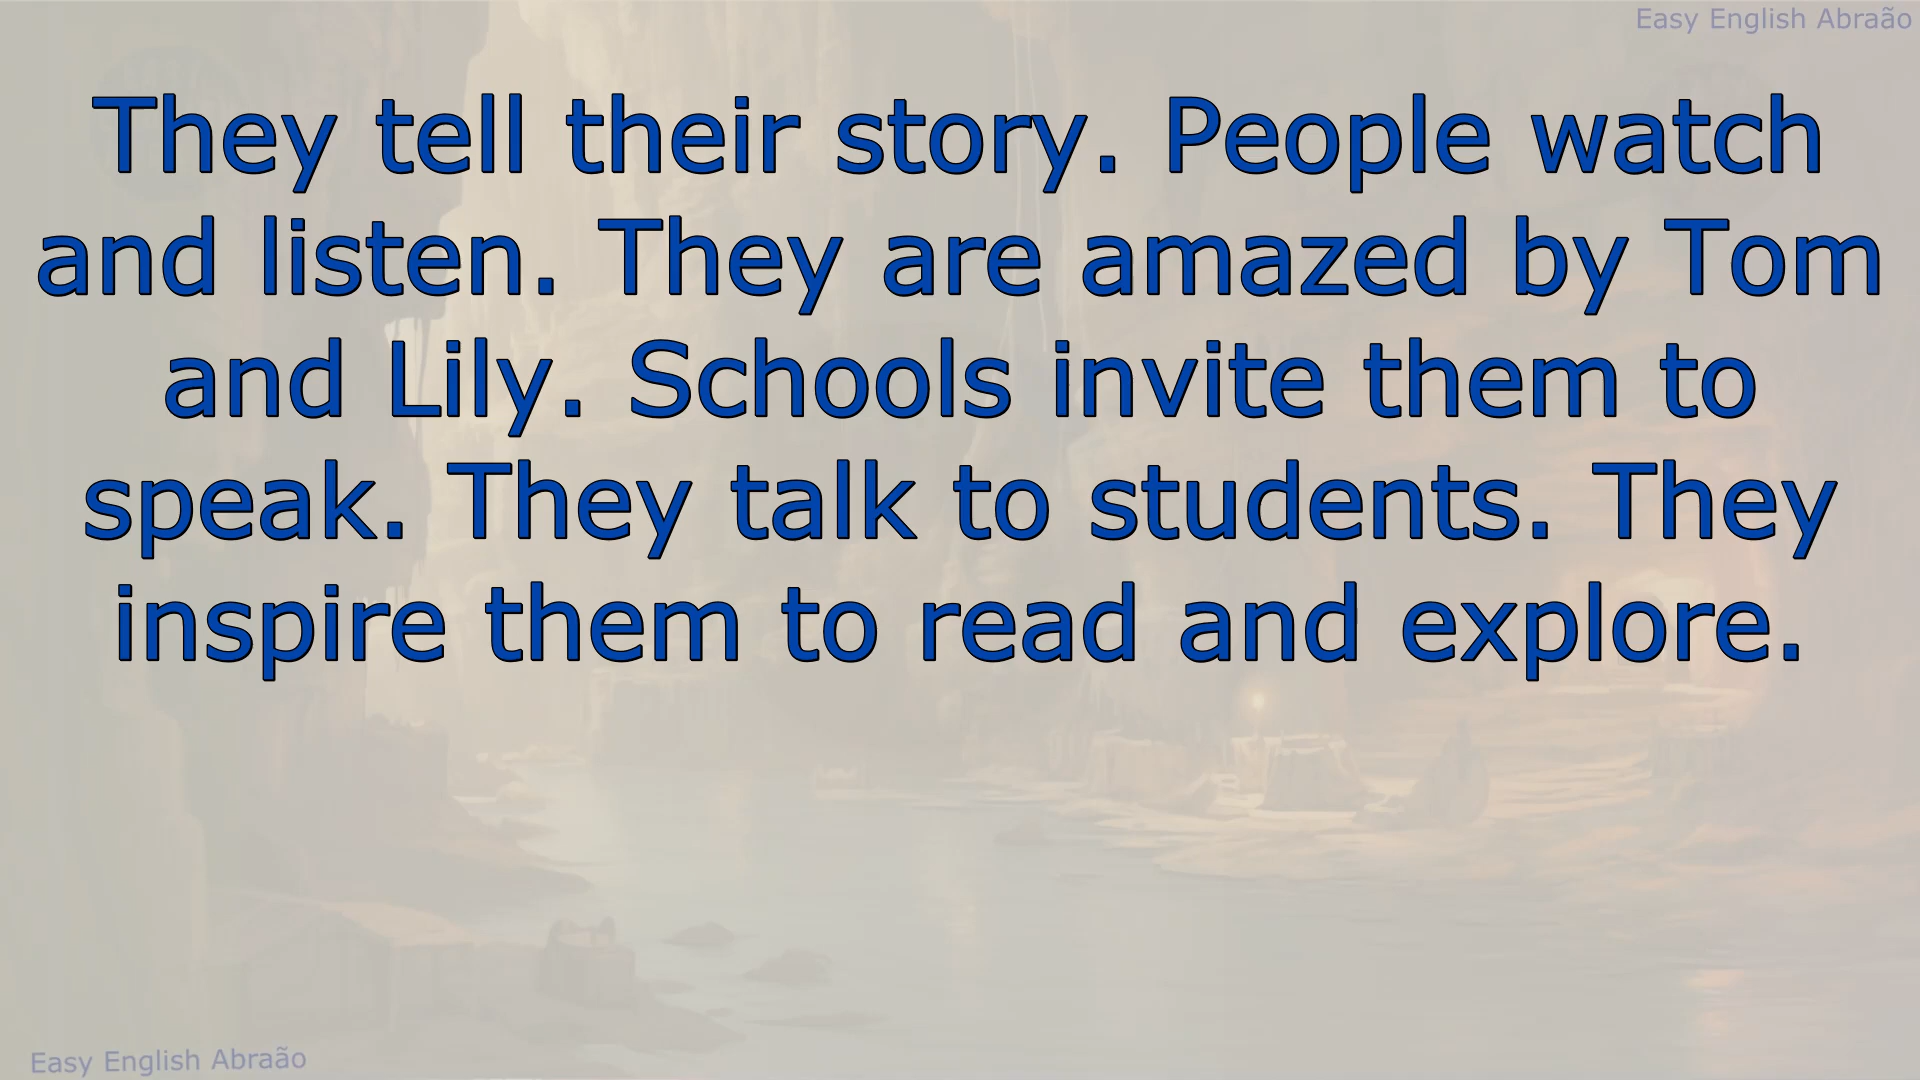 Easy English Abraão
They tell their story. People watch
and listen. They are amazed by Tom
and Lily. Schools invite them to
speak. They talk to students. They
inspire them to read and explore.
Easy English Abraão